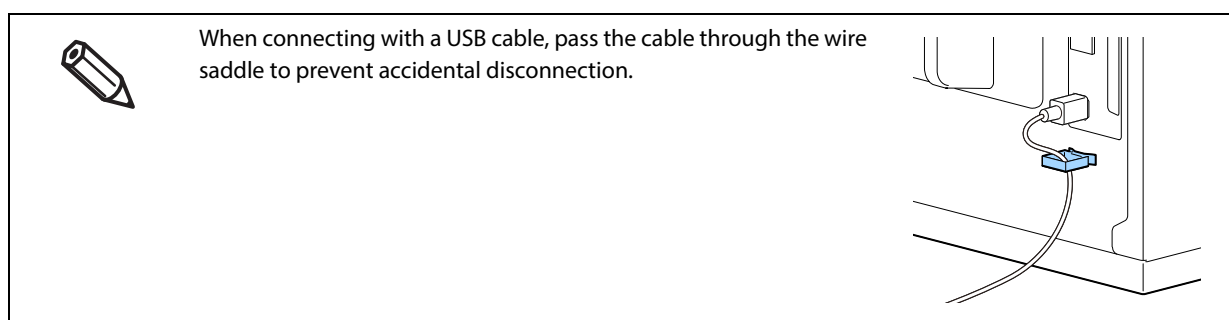 When connecting with a USB cable, pass the cable through the wire
saddle to prevent accidental disconnection.